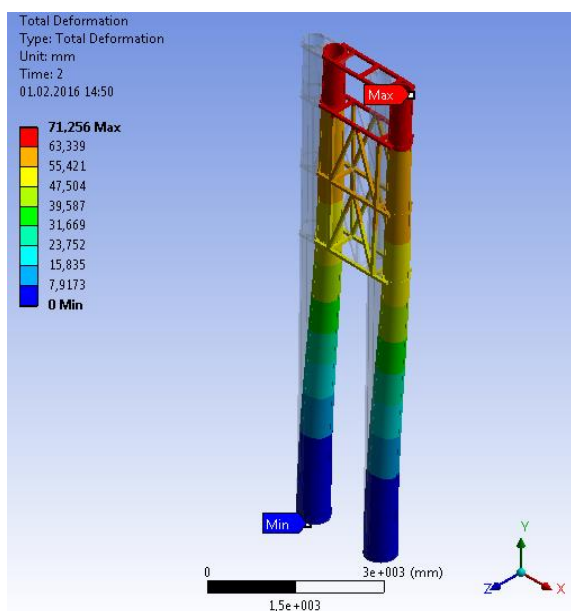 Total Deformation
Type: Total Deformation
Unit: mm
Time: 2
01.02.2016 14:50
71,256 Max
63,339
55,421
47,504
39,587
31,669
23,752
15,835
7,9173
0 Min
Max
Min
0 3e+003 (mm)
1.5e+003
Y
Z X